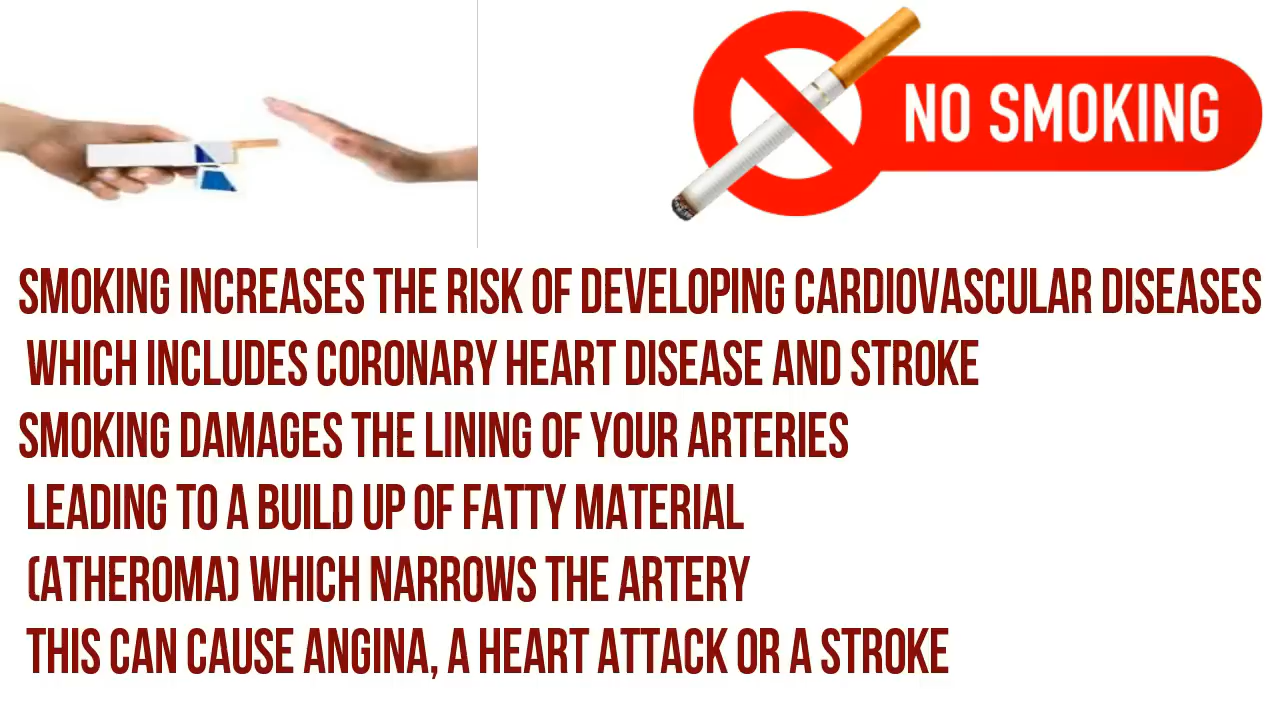 NO SMOKING
SMOKING INCREASES THE RISK OF DEVELOPING CARDIOVASCULAR DISEASES
WHICH INCLUDES CORONARY HEART DISEASE AND STROKE
SMOKING DAMAGES THE LINING OF YOUR ARTERIES
LEADING TO A BUILD UP OF FATTY MATERIAL
(ATHEROMA) WHICH NARROWS THE ARTERY
THIS CAN CAUSE ANGINA, A HEART ATTACK OR A STROKE